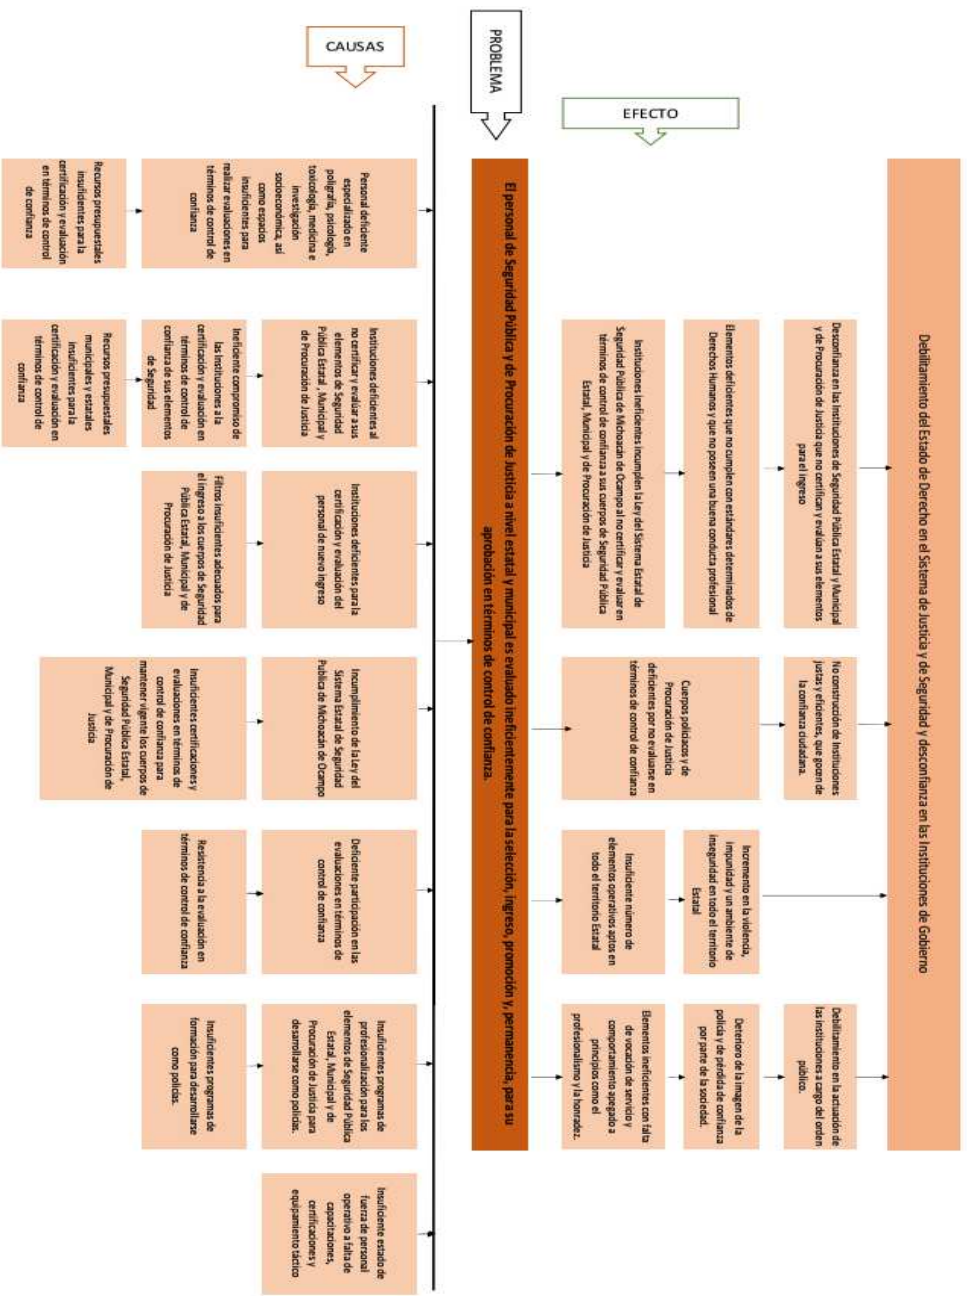 Debilitamiento del Estado de Derecho en el Sistema de Justicia y de Seguridad y desconfianza en las Instituciones de Gobierno
EFECTO
Desconfianza en las Instituciones de Seguridad Pública Estatal y Municipal
y de Procuración de Justicia que no certifican y evalúan a sus elementos
para el ingreso
No construcción de Instituciones
justas y eficientes, que gocen de
la confianza ciudadana.
Debilitamiento en la actuación de
las instituciones a cargo del orden
público.
Elementos deficientes que no cumplen con estándares determinados de
Derechos Humanos y que no poseen una buena conducta profesional
Incremento en la violencia,
impunidad y un ambiente de
inseguridad en todo el territorio
Estatal
Deterioro de la imagen de la
policía y de pérdida de confianza
por parte de la sociedad.
Instituciones ineficientes incumplen la Ley del Sistema Estatal de
Seguridad Pública de Michoacán de Ocampo al no certificar y evaluar en
términos de control de confianza a sus cuerpos de Seguridad Pública
Estatal, Municipal y de Procuración de Justicia
Cuerpos policiacos y de
Procuración de Justicia
deficientes por no evaluarse en
términos de control de confianza
Insuficiente número de
elementos operativos aptos en
todo el territorio Estatal
Elementos ineficientes con falta
de vocación de servicio y
comportamiento apegado a
principios como el
profesionalismo y la honradez.
PROBLEMA
El personal de Seguridad Pública y de Procuración de Justicia a nivel estatal y municipal es evaluado ineficientemente para la selección, ingreso, promoción y, permanencia, para su
aprobación en términos de control de confianza.
CAUSAS
Personal deficiente
especializado en
poligrafía, psicología,
toxicología, medicina e
investigación
socioeconómica, así
como espacios
insuficientes para
realizar evaluaciones en
términos de control de
confianza
Instituciones deficientes al
no certificar y evaluar a sus
elementos de Seguridad
Pública Estatal , Municipal y
de Procuración de Justicia
Instituciones deficientes para la
certificación y evaluación del
personal de nuevo ingreso
Incumplimiento de la Ley del
Sistema Estatal de Seguridad
Publica de Michoacán de Ocampo
Deficiente participación en las
evaluaciones en términos de
control de confianza
Insuficientes programas de
profesionalización para los
elementos de Seguridad Pública
Estatal, Municipal y de
Procuración de Justicia para
desarrollarse como policías.
Insuficiente estado de
fuerza de personal
operativo a falta de
capacitaciones,
certificaciones y
equipamiento táctico
Ineficiente compromiso de
las Instituciones a la
certificación y evaluación en
términos de control de
confianza de sus elementos
de Seguridad
Filtros insuficientes adecuados para
el ingreso a los cuerpos de Seguridad
Pública Estatal, Municipal y de
Procuración de Justicia
Insuficientes certificaciones y
evaluaciones en términos de
control de confianza para
mantener vigente los cuerpos de
Seguridad Pública Estatal,
Municipal y de Procuración de
Justicia
Resistencia a la evaluación en
términos de control de confianza
Insuficientes programas de
formación para desarrollarse
como policías.
Recursos presupuestales
insuficientes para la
certificación y evaluación
en términos de control
de confianza
Recursos presupuestales
municipales y estatales
insuficientes para la
certificación y evaluación en
términos de control de
confianza